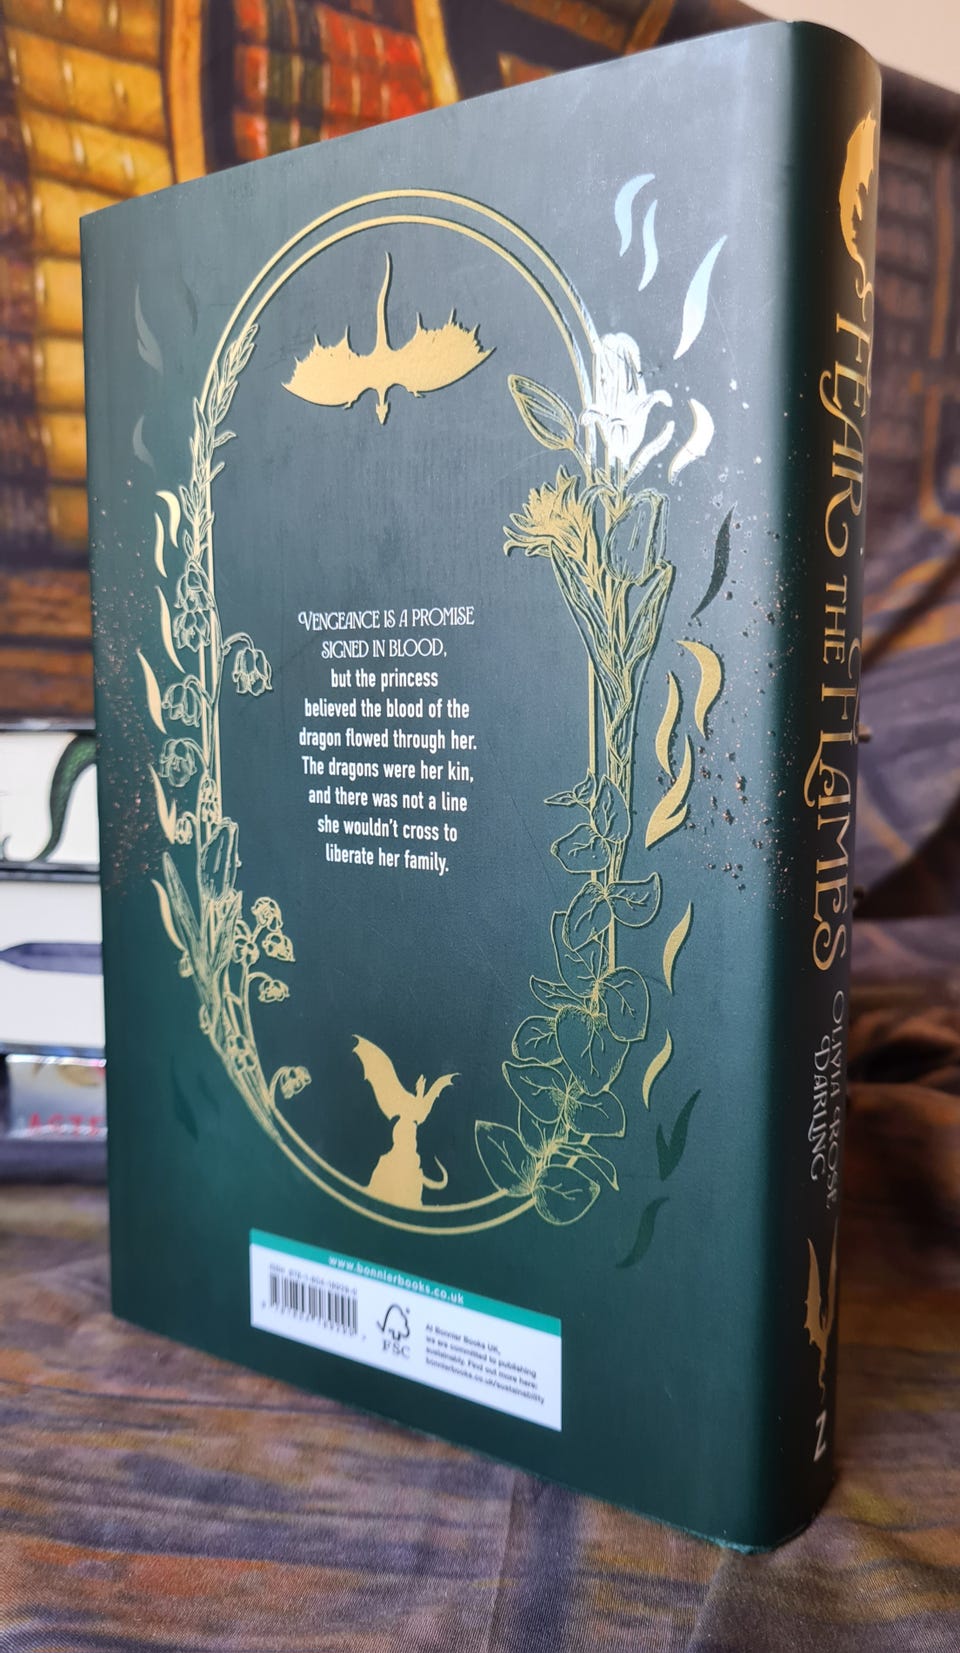 VENGEANCE IS A PROMISE
SIGNED IN BLOOD,
but the princess
believed the blood of the
dragon flowed through her.
The dragons were her kin,
and there was not a line
she wouldn't cross to
liberate her family.
www.bonnierbooks.co.uk
FSC
At Bonnier Books UK,
we are committed to publishing
sustainably. Find out more here:
bonnierbooks.co.uk/sustainability
FEAR THE FLAMES
OLIVIA ROSE
DARLING